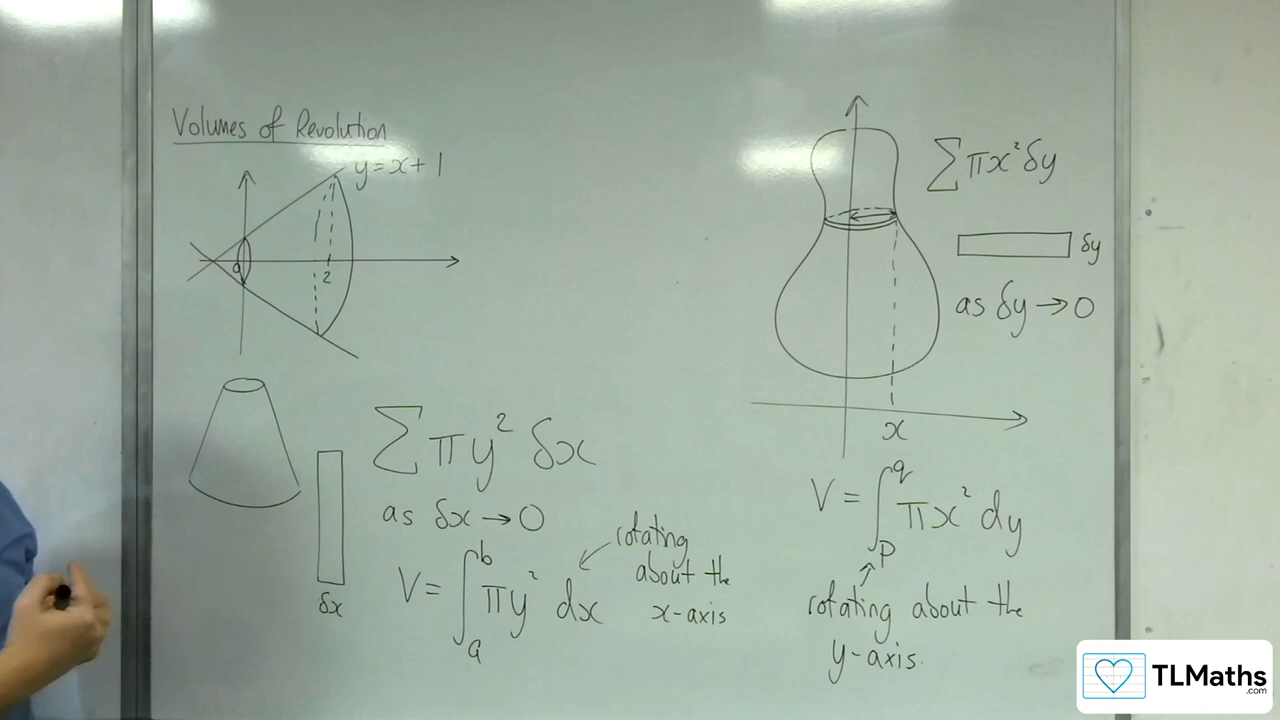 Volumes of Revolution
y=x+1
0
2
∑ πy² δx
as δx → 0
δx
V = ∫ₐᵇ πy² dx
rotating
about the
x-axis
∑ πx² δy
δy
as δy → 0
x
V = ∫ₚ^q πx² dy
rotating about the
y-axis.
TLMaths
.com